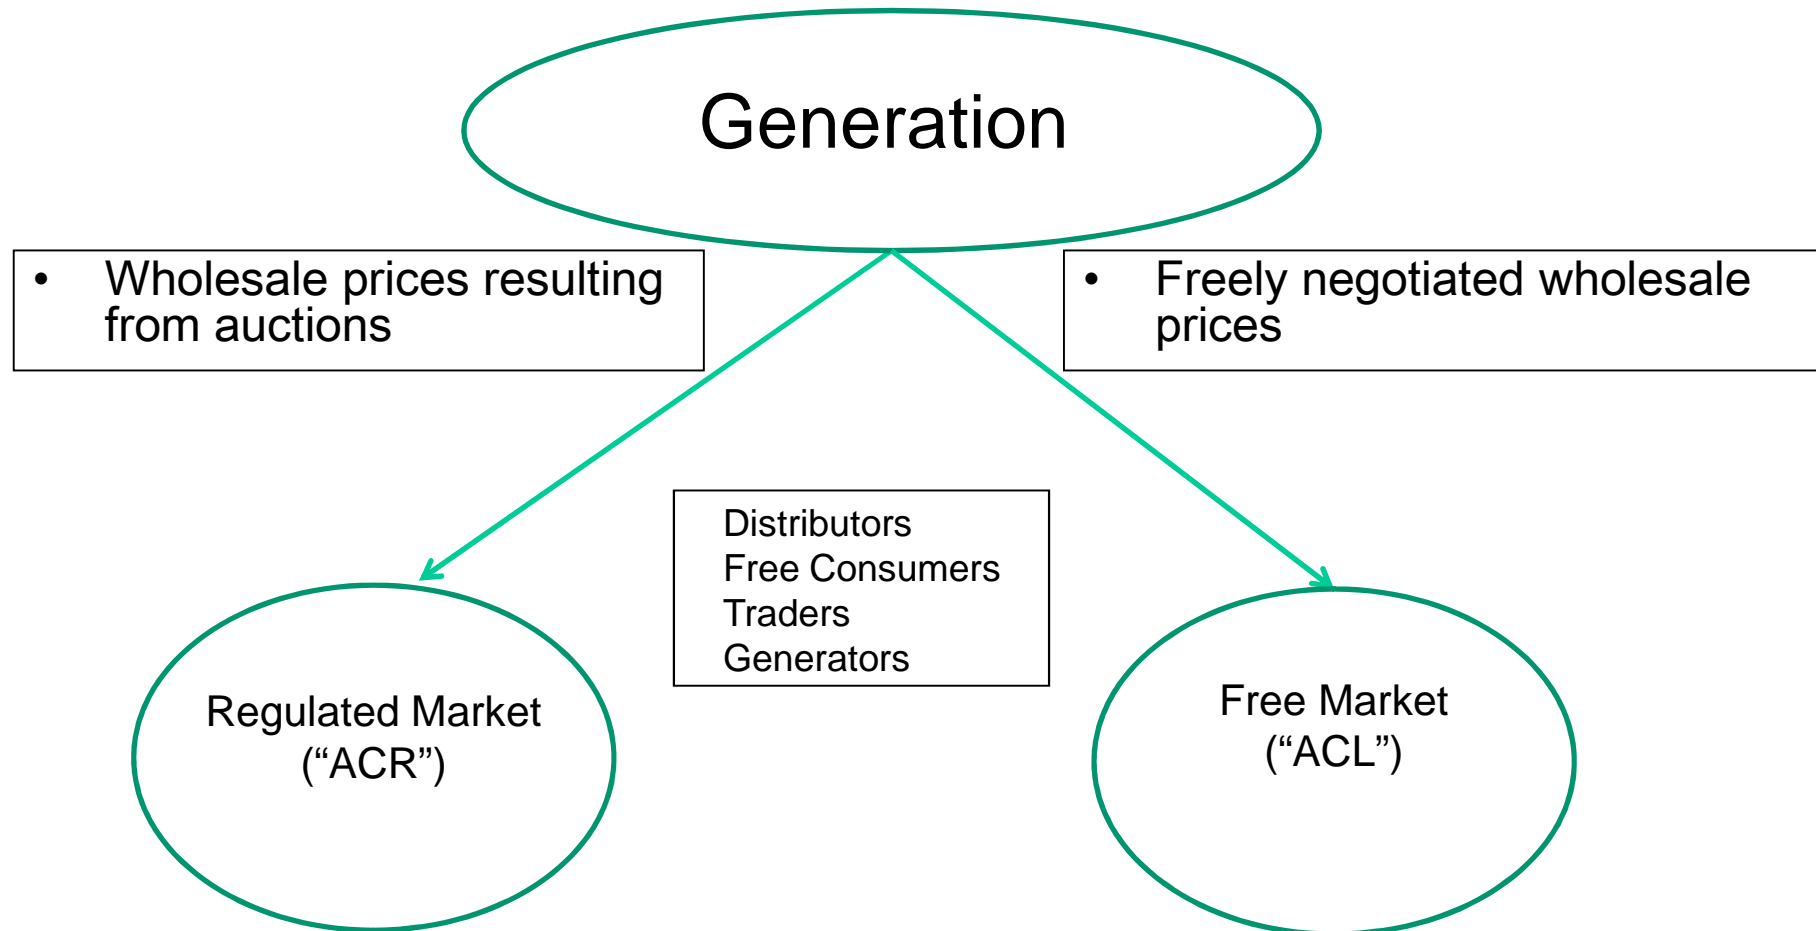 Generation
• Wholesale prices resulting
from auctions
• Freely negotiated wholesale
prices
Distributors
Free Consumers
Traders
Generators
Regulated Market
(“ACR”)
Free Market
(“ACL”)